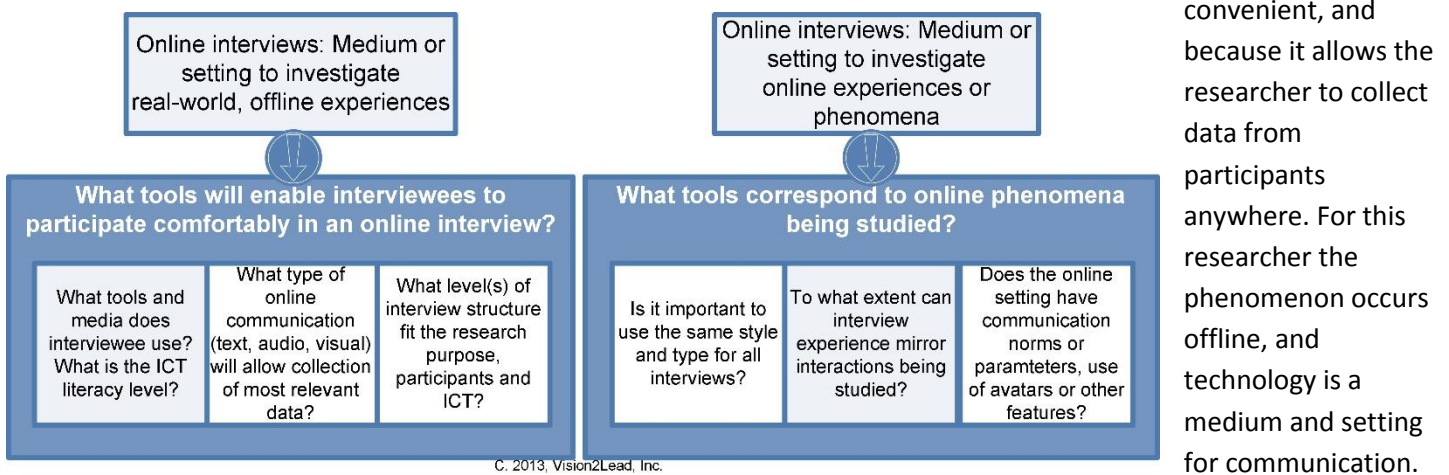 Online interviews: Medium or
setting to investigate
real-world, offline experiences
What tools will enable interviewees to
participate comfortably in an online interview?
What tools and
media does
interviewee use?
What is the ICT
literacy level?
What type of
online
communication
(text, audio, visual)
will allow collection
of most relevant
data?
What level(s) of
interview structure
fit the research
purpose,
participants and
ICT?
Online interviews: Medium or
setting to investigate
online experiences or
phenomena
What tools correspond to online phenomena
being studied?
Is it important to
use the same style
and type for all
interviews?
To what extent can
interview
experience mirror
interactions being
studied?
Does the online
setting have
communication
norms or
paramteters, use
of avatars or other
features?
C. 2013, Vision2Lead, Inc.
convenient, and
because it allows the
researcher to collect
data from
participants
anywhere. For this
researcher the
phenomenon occurs
offline, and
technology is a
medium and setting
for communication.